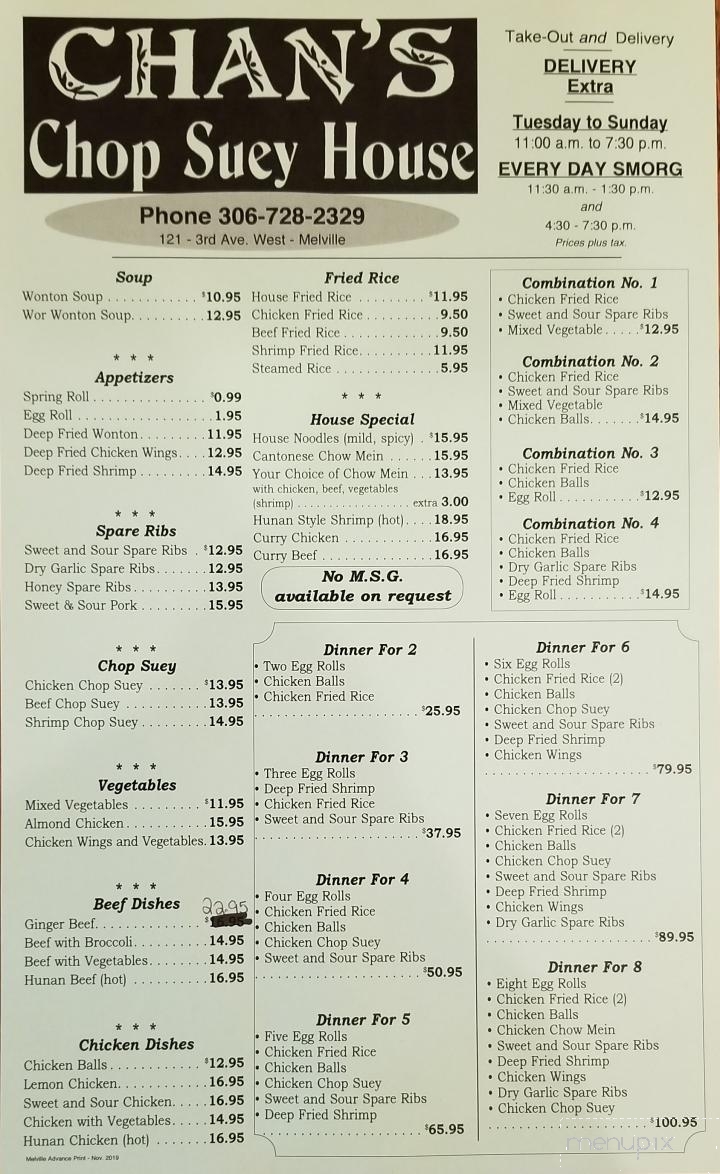 CHAN'S
Chop Suey House
Phone 306-728-2329
121 - 3rd Ave. West - Melville
Take-Out and Delivery
DELIVERY
Extra
Tuesday to Sunday
11:00 a.m. to 7:30 p.m.
EVERY DAY SMORG
11:30 a.m. - 1:30 p.m.
and
4:30 - 7:30 p.m.
Prices plus tax.
Soup
Wonton Soup . . . . . . . . . . . $10.95
Wor Wonton Soup. . . . . . . . . 12.95
* * *
Appetizers
Spring Roll . . . . . . . . . . . . . . $0.99
Egg Roll . . . . . . . . . . . . . . . . 1.95
Deep Fried Wonton. . . . . . . . 11.95
Deep Fried Chicken Wings. . . . 12.95
Deep Fried Shrimp . . . . . . . . 14.95
* * *
Spare Ribs
Sweet and Sour Spare Ribs . $12.95
Dry Garlic Spare Ribs. . . . . . 12.95
Honey Spare Ribs . . . . . . . . 13.95
Sweet & Sour Pork . . . . . . . 15.95
* * *
Chop Suey
Chicken Chop Suey . . . . . . . $13.95
Beef Chop Suey . . . . . . . . . 13.95
Shrimp Chop Suey . . . . . . . . 14.95
* * *
Vegetables
Mixed Vegetables . . . . . . . . $11.95
Almond Chicken. . . . . . . . . . 15.95
Chicken Wings and Vegetables. 13.95
* * *
Beef Dishes
22.95
Ginger Beef. . . . . . . . . . . . . $16.95
Beef with Broccoli. . . . . . . . . 14.95
Beef with Vegetables. . . . . . . 14.95
Hunan Beef (hot) . . . . . . . . . 16.95
* * *
Chicken Dishes
Chicken Balls . . . . . . . . . . . $12.95
Lemon Chicken. . . . . . . . . . . 16.95
Sweet and Sour Chicken. . . . . 16.95
Chicken with Vegetables. . . . . 14.95
Hunan Chicken (hot) . . . . . . . 16.95
Melville Advance Print - Nov. 2019
Fried Rice
House Fried Rice . . . . . . . . $11.95
Chicken Fried Rice . . . . . . . . . 9.50
Beef Fried Rice . . . . . . . . . . . 9.50
Shrimp Fried Rice. . . . . . . . . 11.95
Steamed Rice . . . . . . . . . . . . 5.95
* * *
House Special
House Noodles (mild, spicy) . $15.95
Cantonese Chow Mein . . . . . 15.95
Your Choice of Chow Mein . . . 13.95
with chicken, beef, vegetables
(shrimp) . . . . . . . . . . . . . . . extra 3.00
Hunan Style Shrimp (hot). . . . 18.95
Curry Chicken . . . . . . . . . . . 16.95
Curry Beef . . . . . . . . . . . . . 16.95
No M.S.G.
available on request
Combination No. 1
• Chicken Fried Rice
• Sweet and Sour Spare Ribs
• Mixed Vegetable . . . . . $12.95
Combination No. 2
• Chicken Fried Rice
• Sweet and Sour Spare Ribs
• Mixed Vegetable
• Chicken Balls. . . . . . . $14.95
Combination No. 3
• Chicken Fried Rice
• Chicken Balls
• Egg Roll . . . . . . . . . . . $12.95
Combination No. 4
• Chicken Fried Rice
• Chicken Balls
• Dry Garlic Spare Ribs
• Deep Fried Shrimp
• Egg Roll . . . . . . . . . . . $14.95
Dinner For 2
• Two Egg Rolls
• Chicken Balls
• Chicken Fried Rice
. . . . . . . . . . . . . . . . . . . . . $25.95
Dinner For 3
• Three Egg Rolls
• Deep Fried Shrimp
• Chicken Fried Rice
• Sweet and Sour Spare Ribs
. . . . . . . . . . . . . . . . . . . . . $37.95
Dinner For 4
• Four Egg Rolls
• Chicken Fried Rice
• Chicken Balls
• Chicken Chop Suey
• Sweet and Sour Spare Ribs
. . . . . . . . . . . . . . . . . . . . . $50.95
Dinner For 5
• Five Egg Rolls
• Chicken Fried Rice
• Chicken Balls
• Chicken Chop Suey
• Sweet and Sour Spare Ribs
• Deep Fried Shrimp
. . . . . . . . . . . . . . . . . . . . . $65.95
Dinner For 6
• Six Egg Rolls
• Chicken Fried Rice (2)
• Chicken Balls
• Chicken Chop Suey
• Sweet and Sour Spare Ribs
• Deep Fried Shrimp
• Chicken Wings
. . . . . . . . . . . . . . . . . . . . . $79.95
Dinner For 7
• Seven Egg Rolls
• Chicken Fried Rice (2)
• Chicken Balls
• Chicken Chop Suey
• Sweet and Sour Spare Ribs
• Deep Fried Shrimp
• Chicken Wings
• Dry Garlic Spare Ribs
. . . . . . . . . . . . . . . . . . . . . $89.95
Dinner For 8
• Eight Egg Rolls
• Chicken Fried Rice (2)
• Chicken Balls
• Chicken Chow Mein
• Sweet and Sour Spare Ribs
• Deep Fried Shrimp
• Chicken Wings
• Dry Garlic Spare Ribs
• Chicken Chop Suey
. . . . . . . . . . . . . . . . . . . . . $100.95
menupix